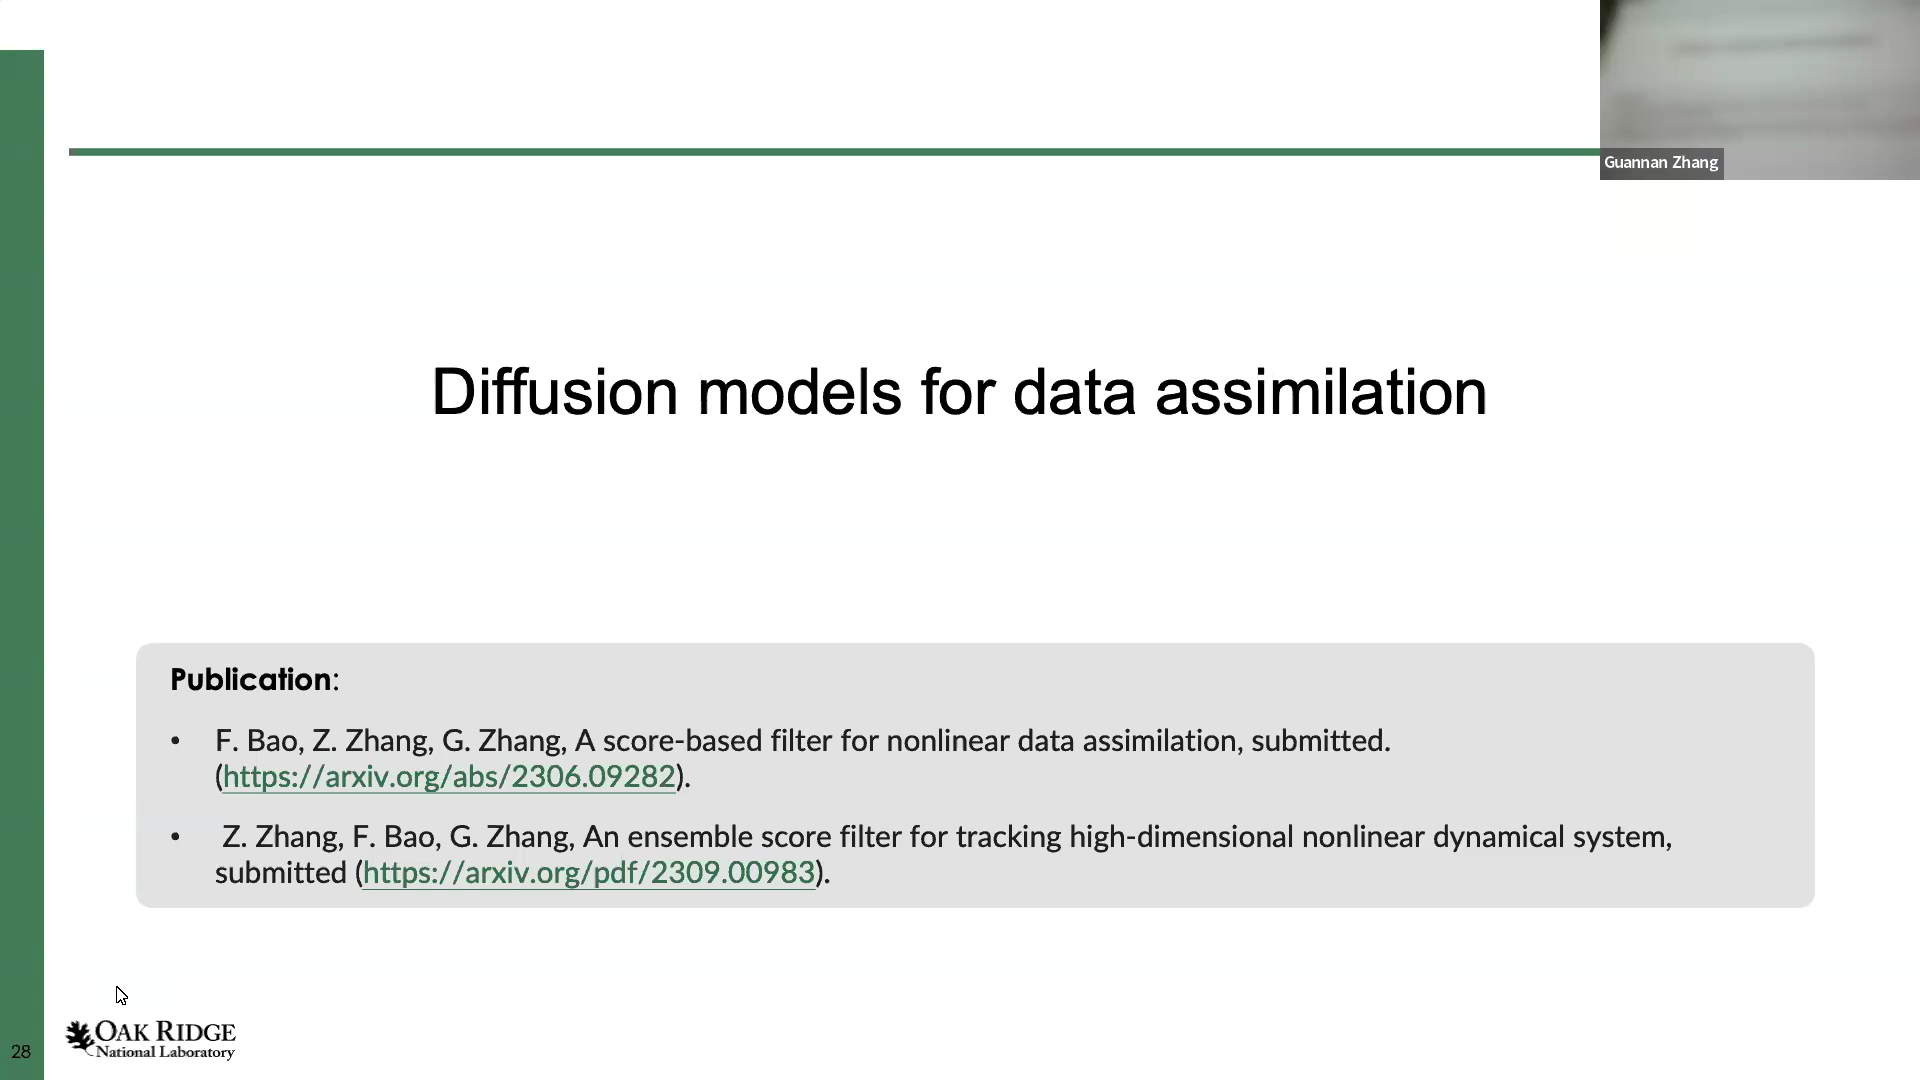 Guannan Zhang
Diffusion models for data assimilation
Publication:
• F. Bao, Z. Zhang, G. Zhang, A score-based filter for nonlinear data assimilation, submitted.
(https://arxiv.org/abs/2306.09282).
• Z. Zhang, F. Bao, G. Zhang, An ensemble score filter for tracking high-dimensional nonlinear dynamical system,
submitted (https://arxiv.org/pdf/2309.00983).
28
OAK RIDGE
National Laboratory